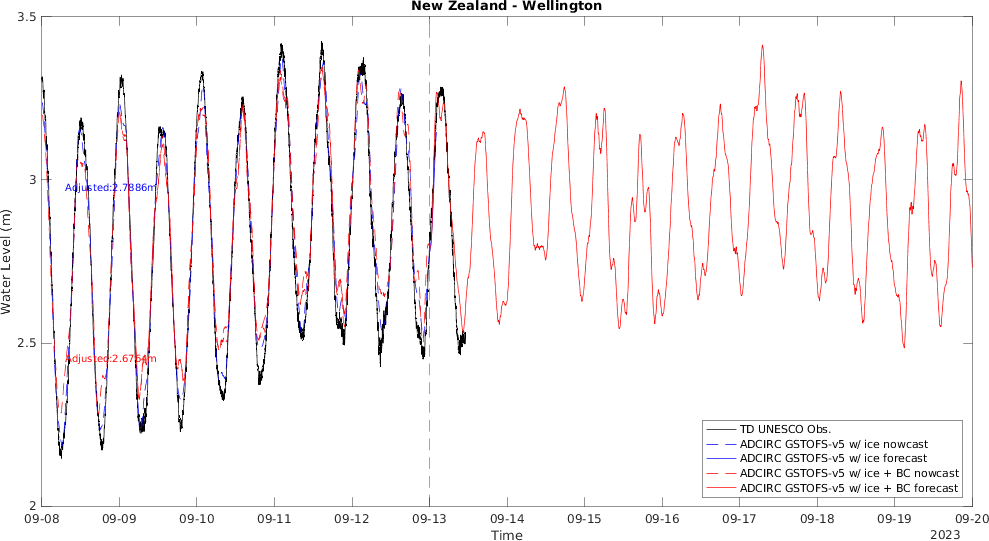 New Zealand - Wellington
3.5
3
2.5
2
Water Level (m)
Adjusted:2.7886m
Adjusted:2.6764m
TD UNESCO Obs.
ADCIRC GSTOFS-v5 w/ ice nowcast
ADCIRC GSTOFS-v5 w/ ice forecast
ADCIRC GSTOFS-v5 w/ ice + BC nowcast
ADCIRC GSTOFS-v5 w/ ice + BC forecast
09-08 09-09 09-10 09-11 09-12 09-13 09-14 09-15 09-16 09-17 09-18 09-19 09-20
Time
2023